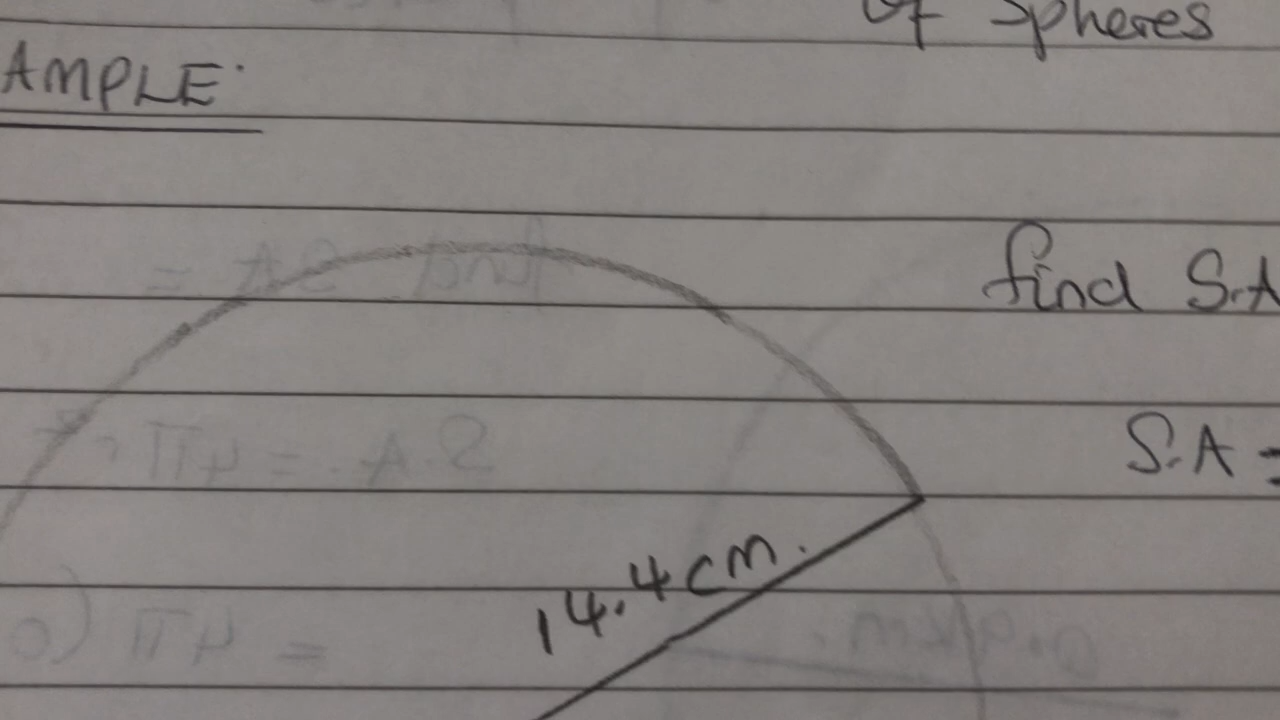 of Spheres
AMPLE.
find S.A
S.A =
14.4cm.